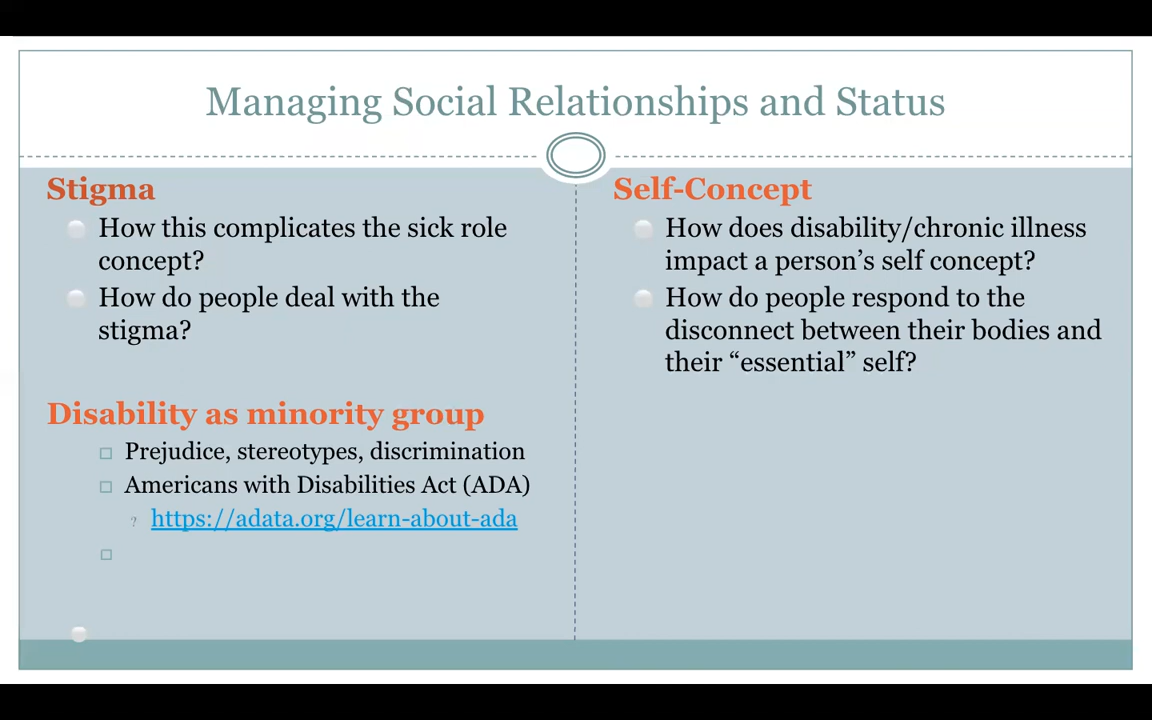 Managing Social Relationships and Status
Stigma
How this complicates the sick role
concept?
How do people deal with the
stigma?
Disability as minority group
Prejudice, stereotypes, discrimination
Americans with Disabilities Act (ADA)
? https://adata.org/learn-about-ada
Self-Concept
How does disability/chronic illness
impact a person’s self concept?
How do people respond to the
disconnect between their bodies and
their “essential” self?